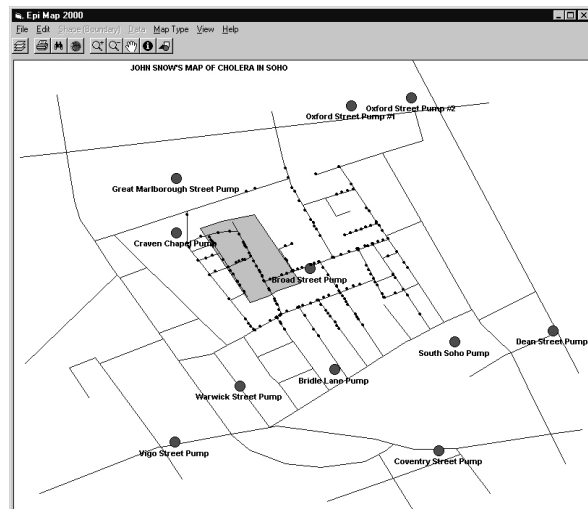 Epi Map 2000
File Edit Shape (Boundary) Data Map Type View Help
JOHN SNOW'S MAP OF CHOLERA IN SOHO
Oxford Street Pump #2
Oxford Street Pump #1
Great Marlborough Street Pump
Craven Chapel Pump
Broad Street Pump
Dean Street Pump
South Soho Pump
Bridle Lane Pump
Warwick Street Pump
Vigo Street Pump
Coventry Street Pump